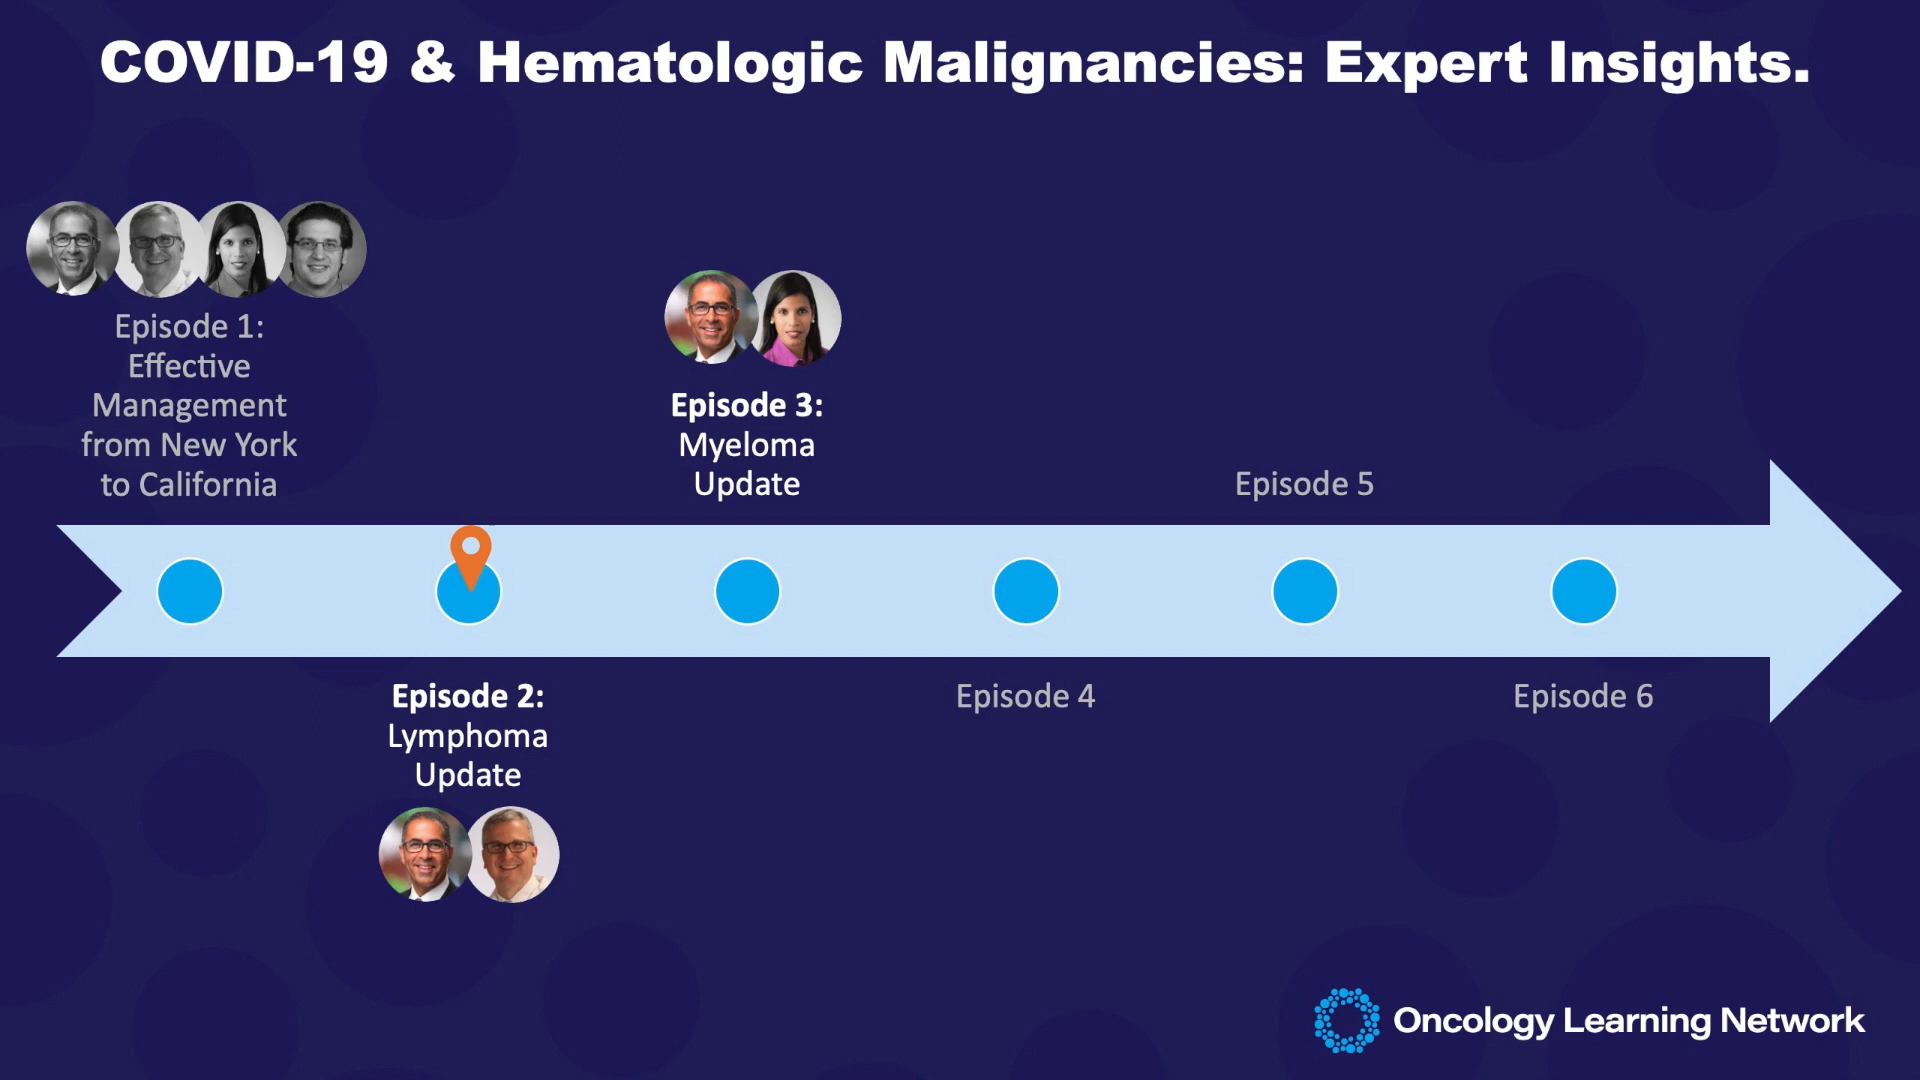 COVID-19 & Hematologic Malignancies: Expert Insights.
Episode 1:
Effective
Management
from New York
to California
Episode 2:
Lymphoma
Update
Episode 3:
Myeloma
Update
Episode 4
Episode 5
Episode 6
Oncology Learning Network